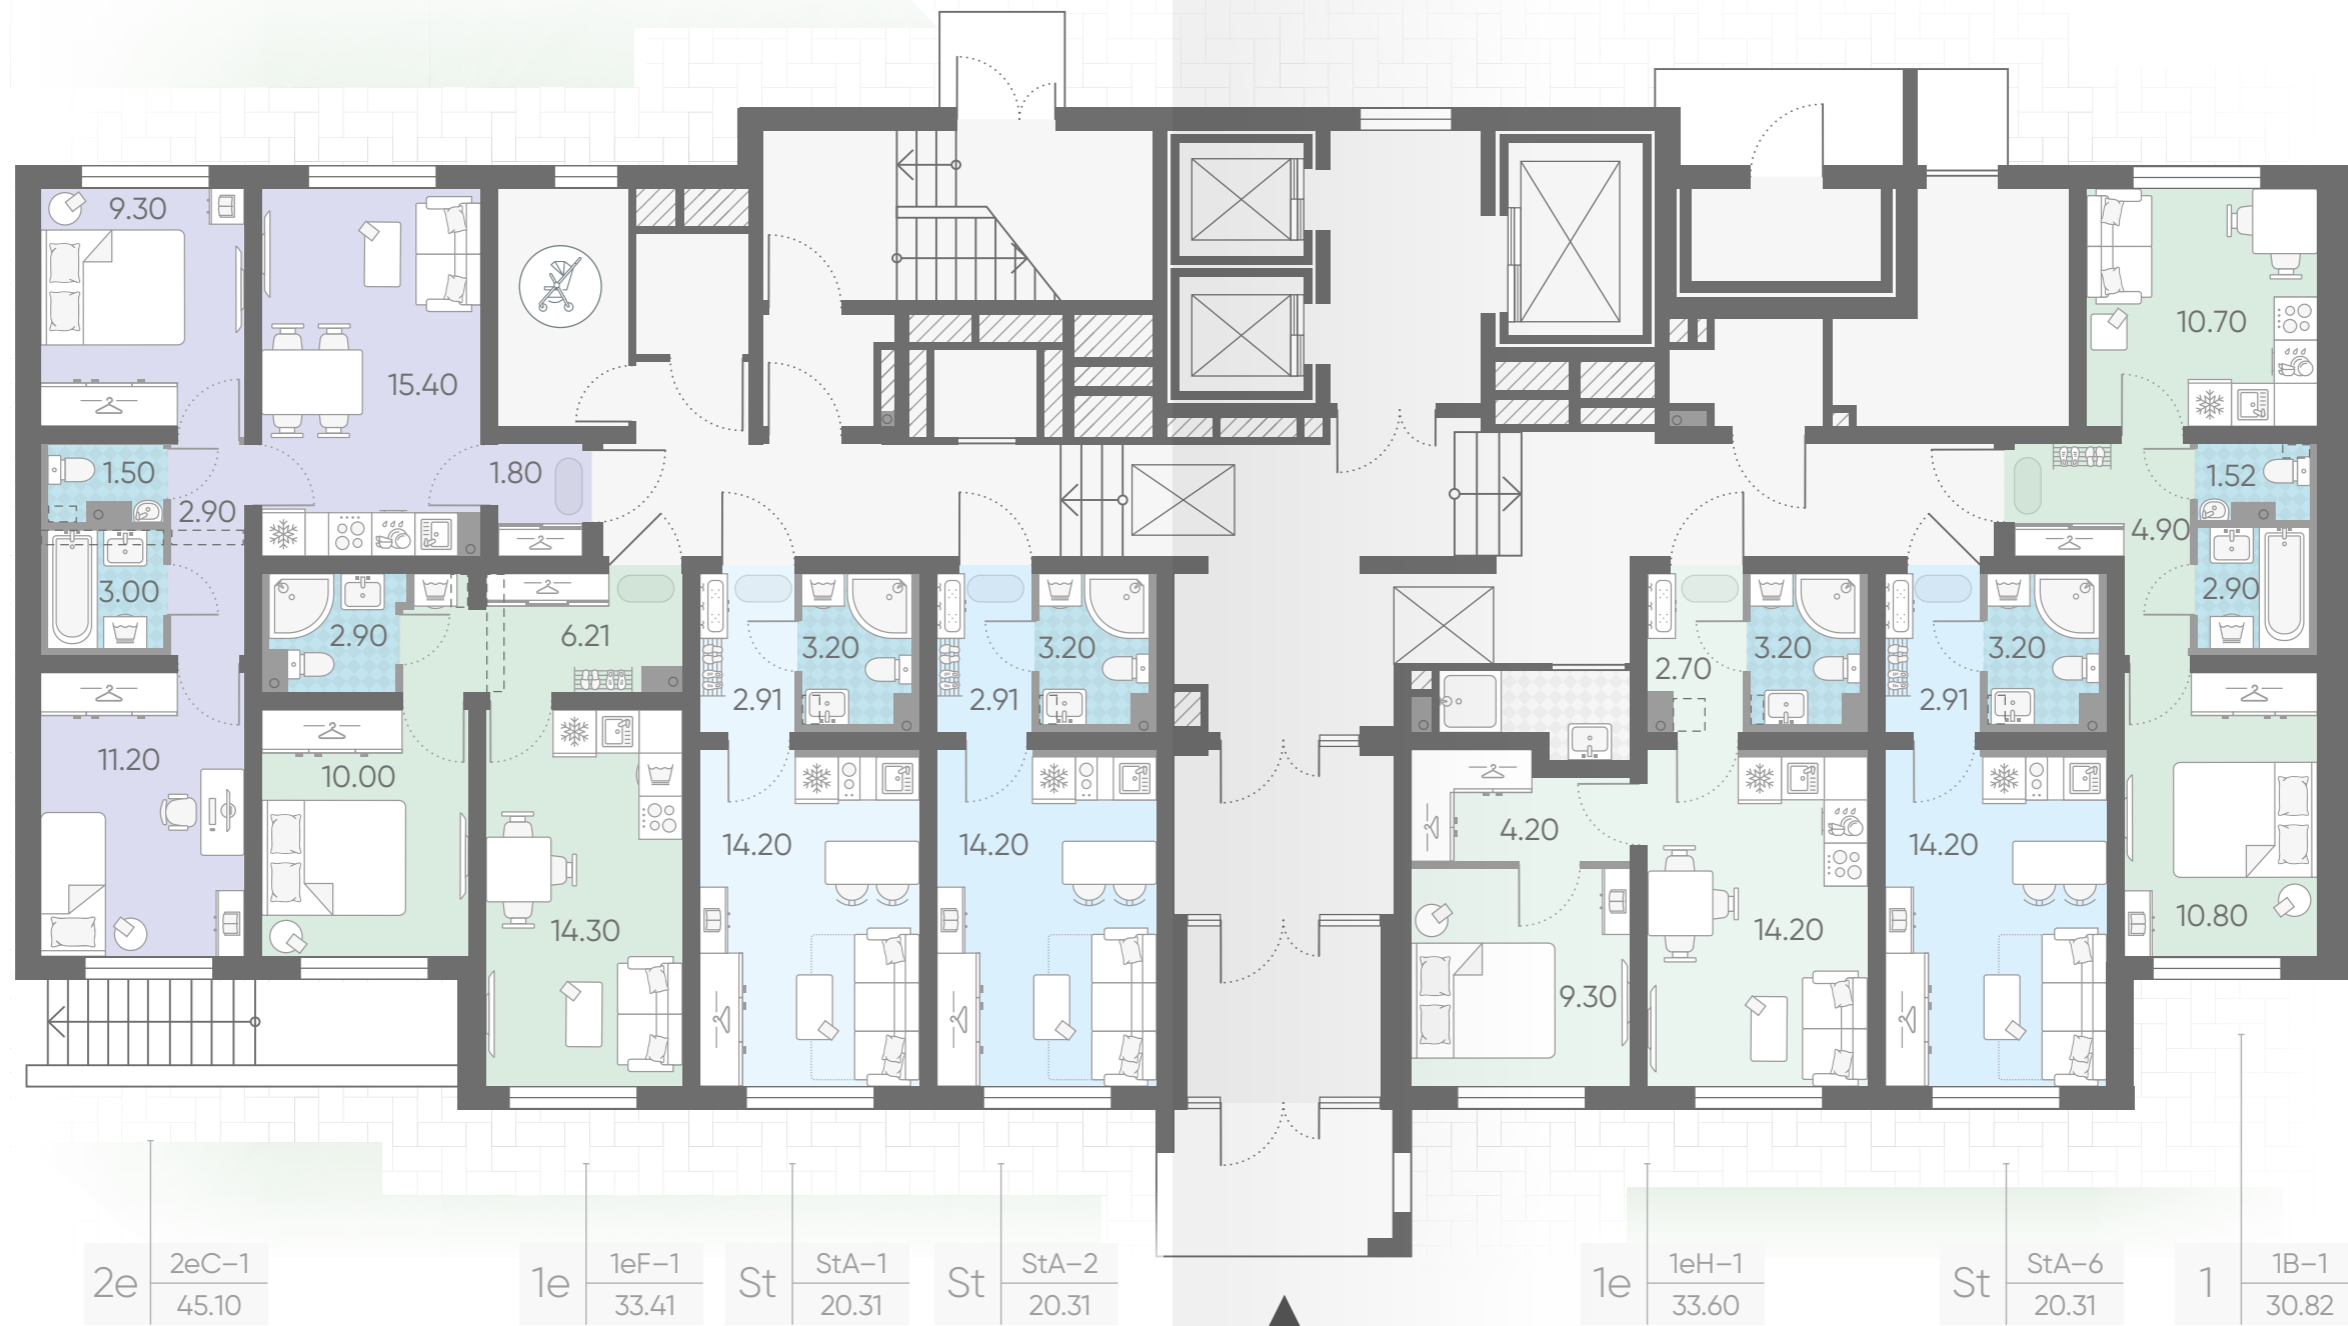 9.30
15.40
10.70
1.50
1.80
1.52
2.90
4.90
3.00
2.90
2.90
6.21
3.20
3.20
3.20
3.20
2.70
2.91
2.91
2.91
11.20
10.00
4.20
14.20
14.20
14.20
14.30
14.20
10.80
9.30
2e
2eC–1
45.10
1e
1eF–1
33.41
St
StA–1
20.31
St
StA–2
20.31
1e
1eH–1
33.60
St
StA–6
20.31
1
1B–1
30.82